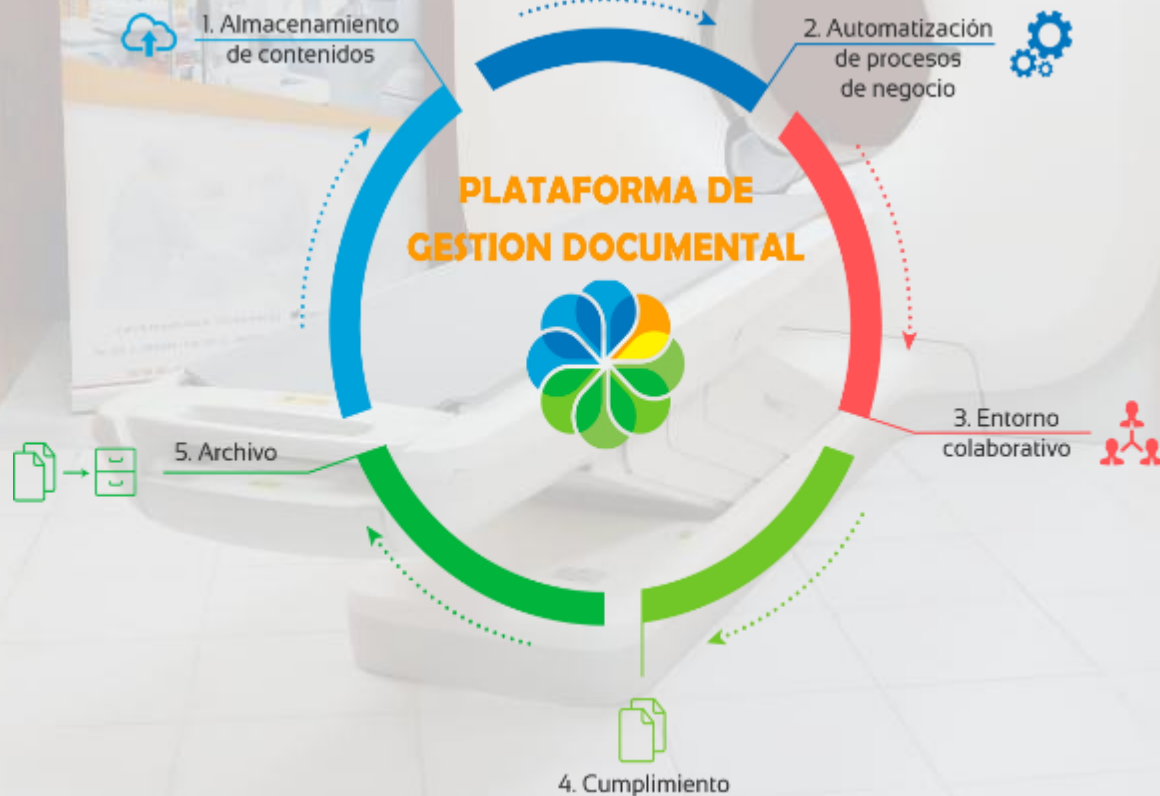 1. Almacenamiento
de contenidos
2. Automatización
de procesos
de negocio
PLATAFORMA DE
GESTION DOCUMENTAL
3. Entorno
colaborativo
5. Archivo
4. Cumplimiento